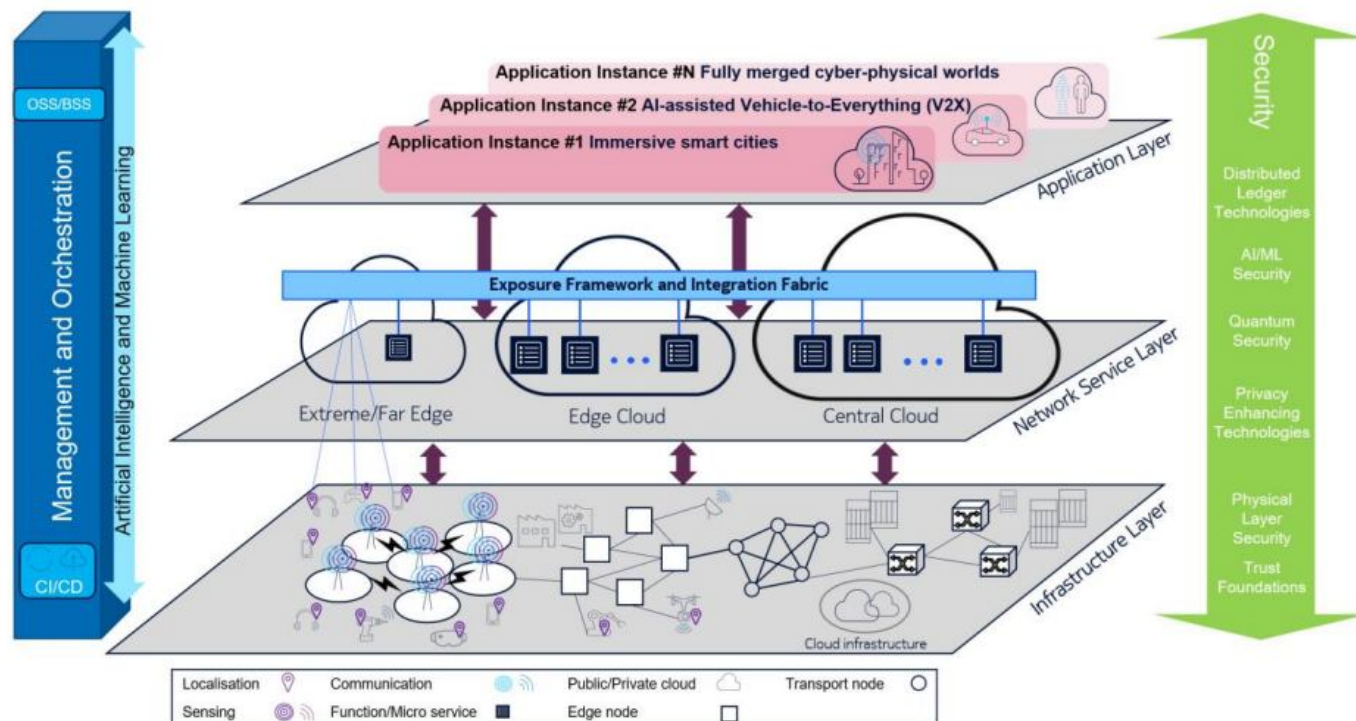 OSS/BSS
Management and Orchestration
CI/CD
Artificial Intelligence and Machine Learning
Application Instance #N Fully merged cyber-physical worlds
Application Instance #2 AI-assisted Vehicle-to-Everything (V2X)
Application Instance #1 Immersive smart cities
Application Layer
Exposure Framework and Integration Fabric
Extreme/Far Edge
Edge Cloud
Central Cloud
Network Service Layer
Cloud infrastructure
Infrastructure Layer
Security
Distributed
Ledger
Technologies
AI/ML
Security
Quantum
Security
Privacy
Enhancing
Technologies
Physical
Layer
Security
Trust
Foundations
Localisation
Communication
Public/Private cloud
Transport node
Sensing
Function/Micro service
Edge node